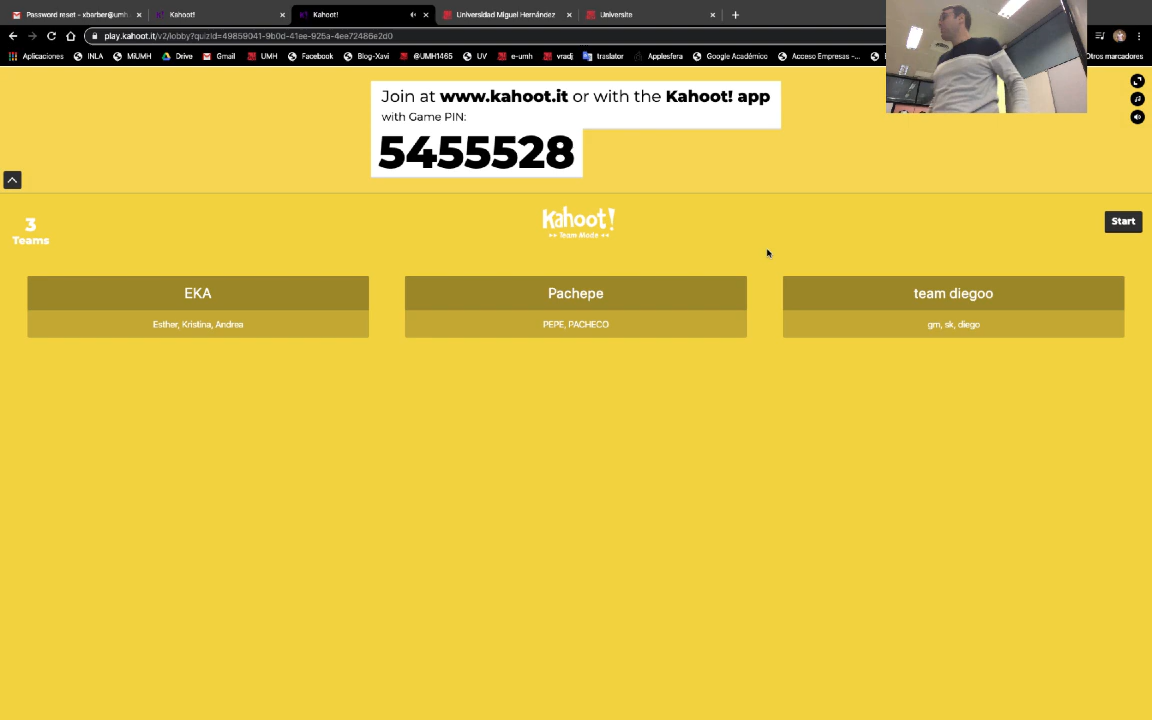 Password reset - xbarber@umh.
Kahoot!
Kahoot!
Universidad Miguel Hernández
Universite
play.kahoot.it/v2/lobby?quizId=49859041-9b0d-41ee-925a-4ee72486e2d0
Aplicaciones
INLA
MiUMH
Drive
Gmail
UMH
Facebook
Blog-Xavi
@UMH1465
UV
e-umh
vradj
traslator
Applesfera
Google Académico
Acceso Empresas -...
Otros marcadores
Join at www.kahoot.it or with the Kahoot! app
with Game PIN:
5455528
3
Teams
Kahoot!
Team Mode
Start
EKA
Esther, Kristina, Andrea
Pachepe
PEPE, PACHECO
team diegoo
gm, sk, diego